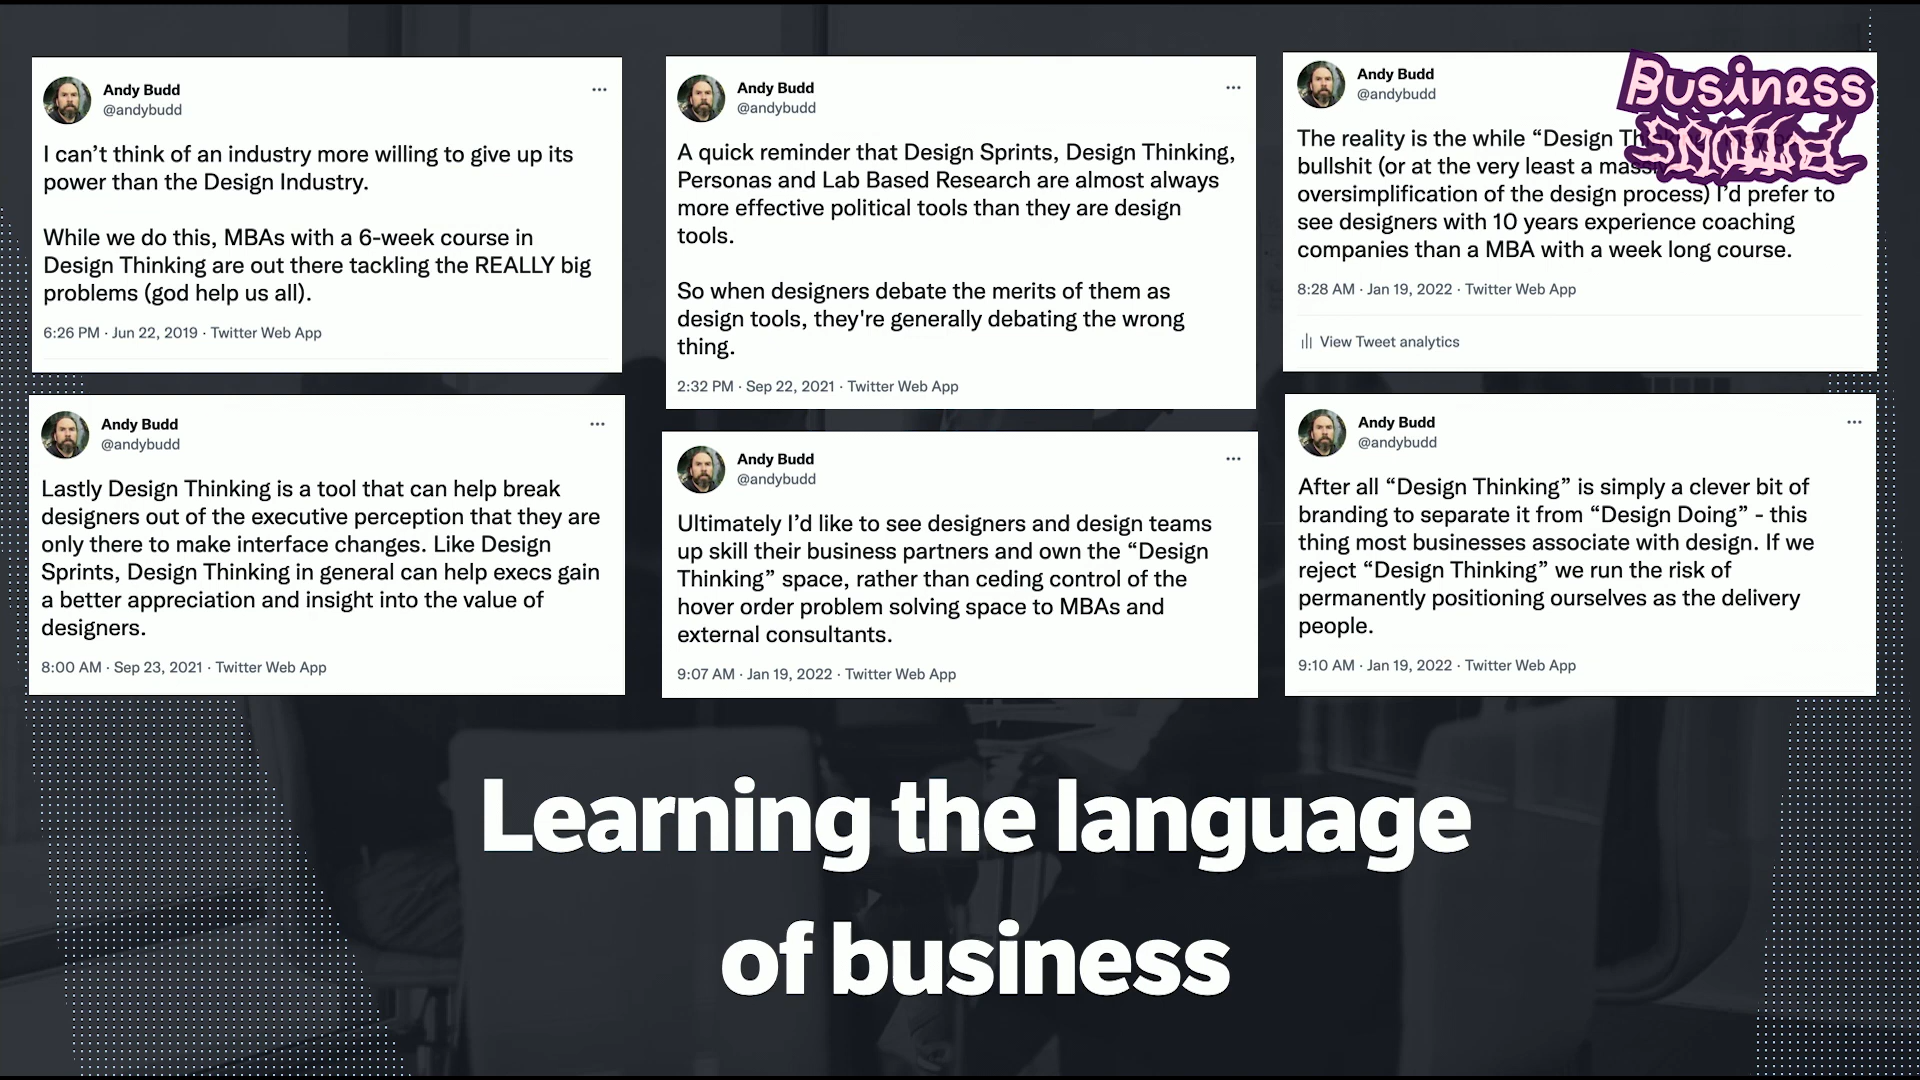 Andy Budd
@andybudd
I can’t think of an industry more willing to give up its
power than the Design Industry.
While we do this, MBAs with a 6-week course in
Design Thinking are out there tackling the REALLY big
problems (god help us all).
6:26 PM · Jun 22, 2019 · Twitter Web App
Andy Budd
@andybudd
A quick reminder that Design Sprints, Design Thinking,
Personas and Lab Based Research are almost always
more effective political tools than they are design
tools.
So when designers debate the merits of them as
design tools, they're generally debating the wrong
thing.
2:32 PM · Sep 22, 2021 · Twitter Web App
Andy Budd
@andybudd
The reality is the while “Design
bullshit (or at the very least a
oversimplification of the design process) I’d prefer to
see designers with 10 years experience coaching
companies than a MBA with a week long course.
8:28 AM · Jan 19, 2022 · Twitter Web App
View Tweet analytics
Business
Andy Budd
@andybudd
Lastly Design Thinking is a tool that can help break
designers out of the executive perception that they are
only there to make interface changes. Like Design
Sprints, Design Thinking in general can help execs gain
a better appreciation and insight into the value of
designers.
8:00 AM · Sep 23, 2021 · Twitter Web App
Andy Budd
@andybudd
Ultimately I’d like to see designers and design teams
up skill their business partners and own the “Design
Thinking” space, rather than ceding control of the
hover order problem solving space to MBAs and
external consultants.
9:07 AM · Jan 19, 2022 · Twitter Web App
Andy Budd
@andybudd
After all “Design Thinking” is simply a clever bit of
branding to separate it from “Design Doing” - this
thing most businesses associate with design. If we
reject “Design Thinking” we run the risk of
permanently positioning ourselves as the delivery
people.
9:10 AM · Jan 19, 2022 · Twitter Web App
Learning the language
of business